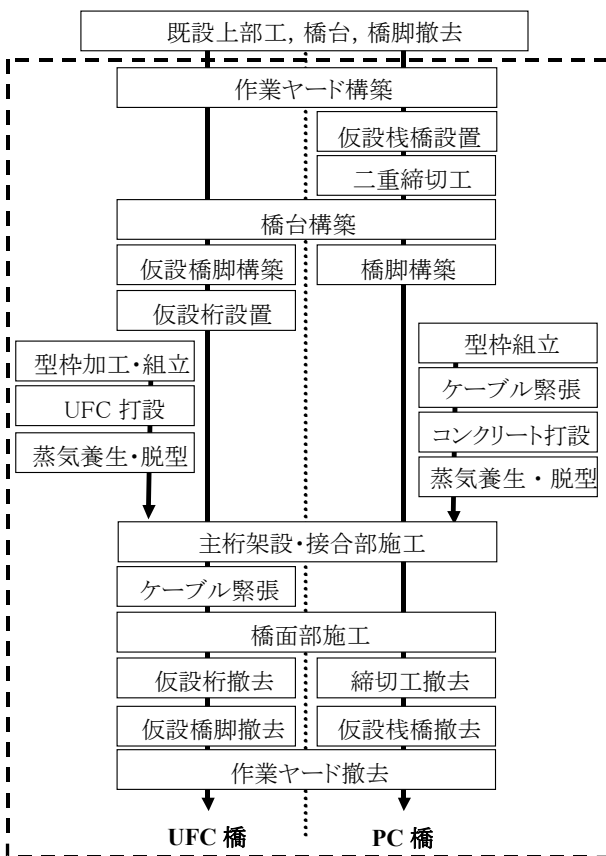 既設上部工, 橋台, 橋脚撤去
作業ヤード構築
仮設桟橋設置
二重締切工
橋台構築
仮設橋脚構築
橋脚構築
仮設桁設置
型枠加工・組立
UFC 打設
蒸気養生・脱型
型枠組立
ケーブル緊張
コンクリート打設
蒸気養生・脱型
主桁架設・接合部施工
ケーブル緊張
橋面部施工
仮設桁撤去
締切工撤去
仮設橋脚撤去
仮設桟橋撤去
作業ヤード撤去
UFC 橋
PC 橋